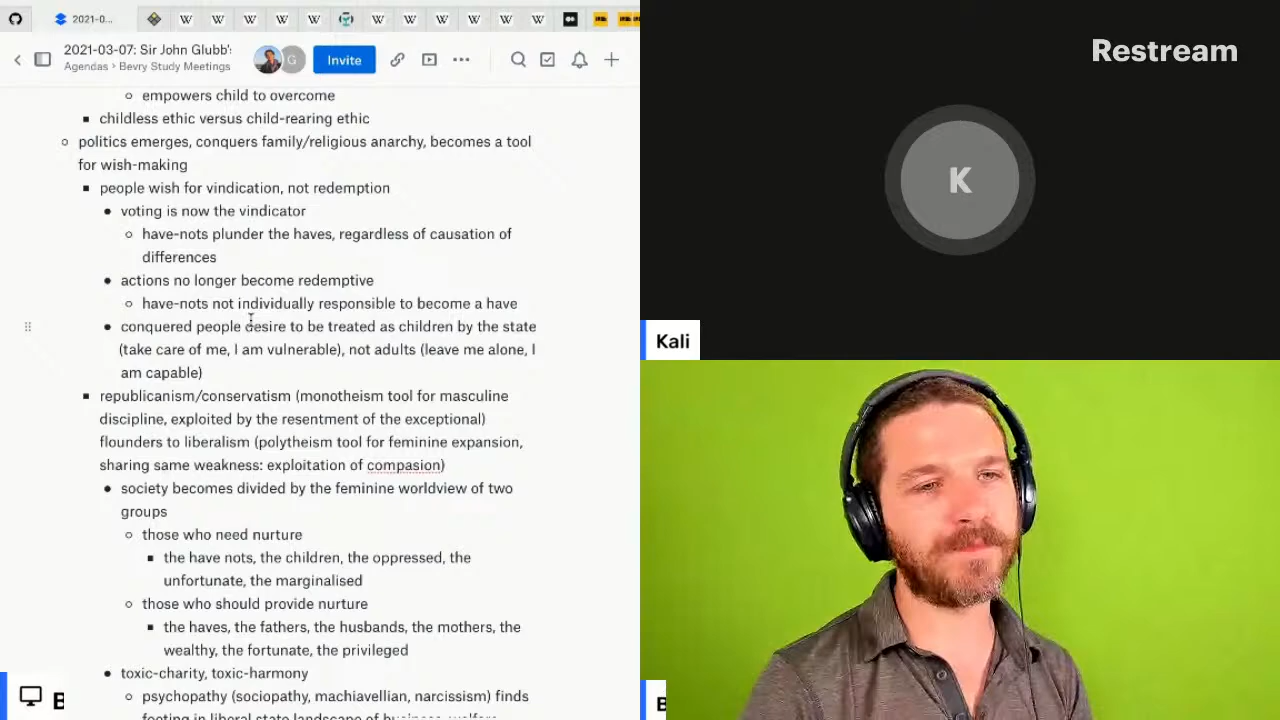 2021-0...
2021-03-07: Sir John Glubb':
Agendas > Bevry Study Meetings
G
Invite
empowers child to overcome
childless ethic versus child-rearing ethic
politics emerges, conquers family/religious anarchy, becomes a tool
for wish-making
people wish for vindication, not redemption
voting is now the vindicator
have-nots plunder the haves, regardless of causation of
differences
actions no longer become redemptive
have-nots not individually responsible to become a have
conquered people desire to be treated as children by the state
(take care of me, I am vulnerable), not adults (leave me alone, I
am capable)
republicanism/conservatism (monotheism tool for masculine
discipline, exploited by the resentment of the exceptional)
flounders to liberalism (polytheism tool for feminine expansion,
sharing same weakness: exploitation of compasion)
society becomes divided by the feminine worldview of two
groups
those who need nurture
the have nots, the children, the oppressed, the
unfortunate, the marginalised
those who should provide nurture
the haves, the fathers, the husbands, the mothers, the
wealthy, the fortunate, the privileged
toxic-charity, toxic-harmony
psychopathy (sociopathy, machiavellian, narcissism) finds
footing in liberal state landscape of business, welfare
Restream
K
Kali